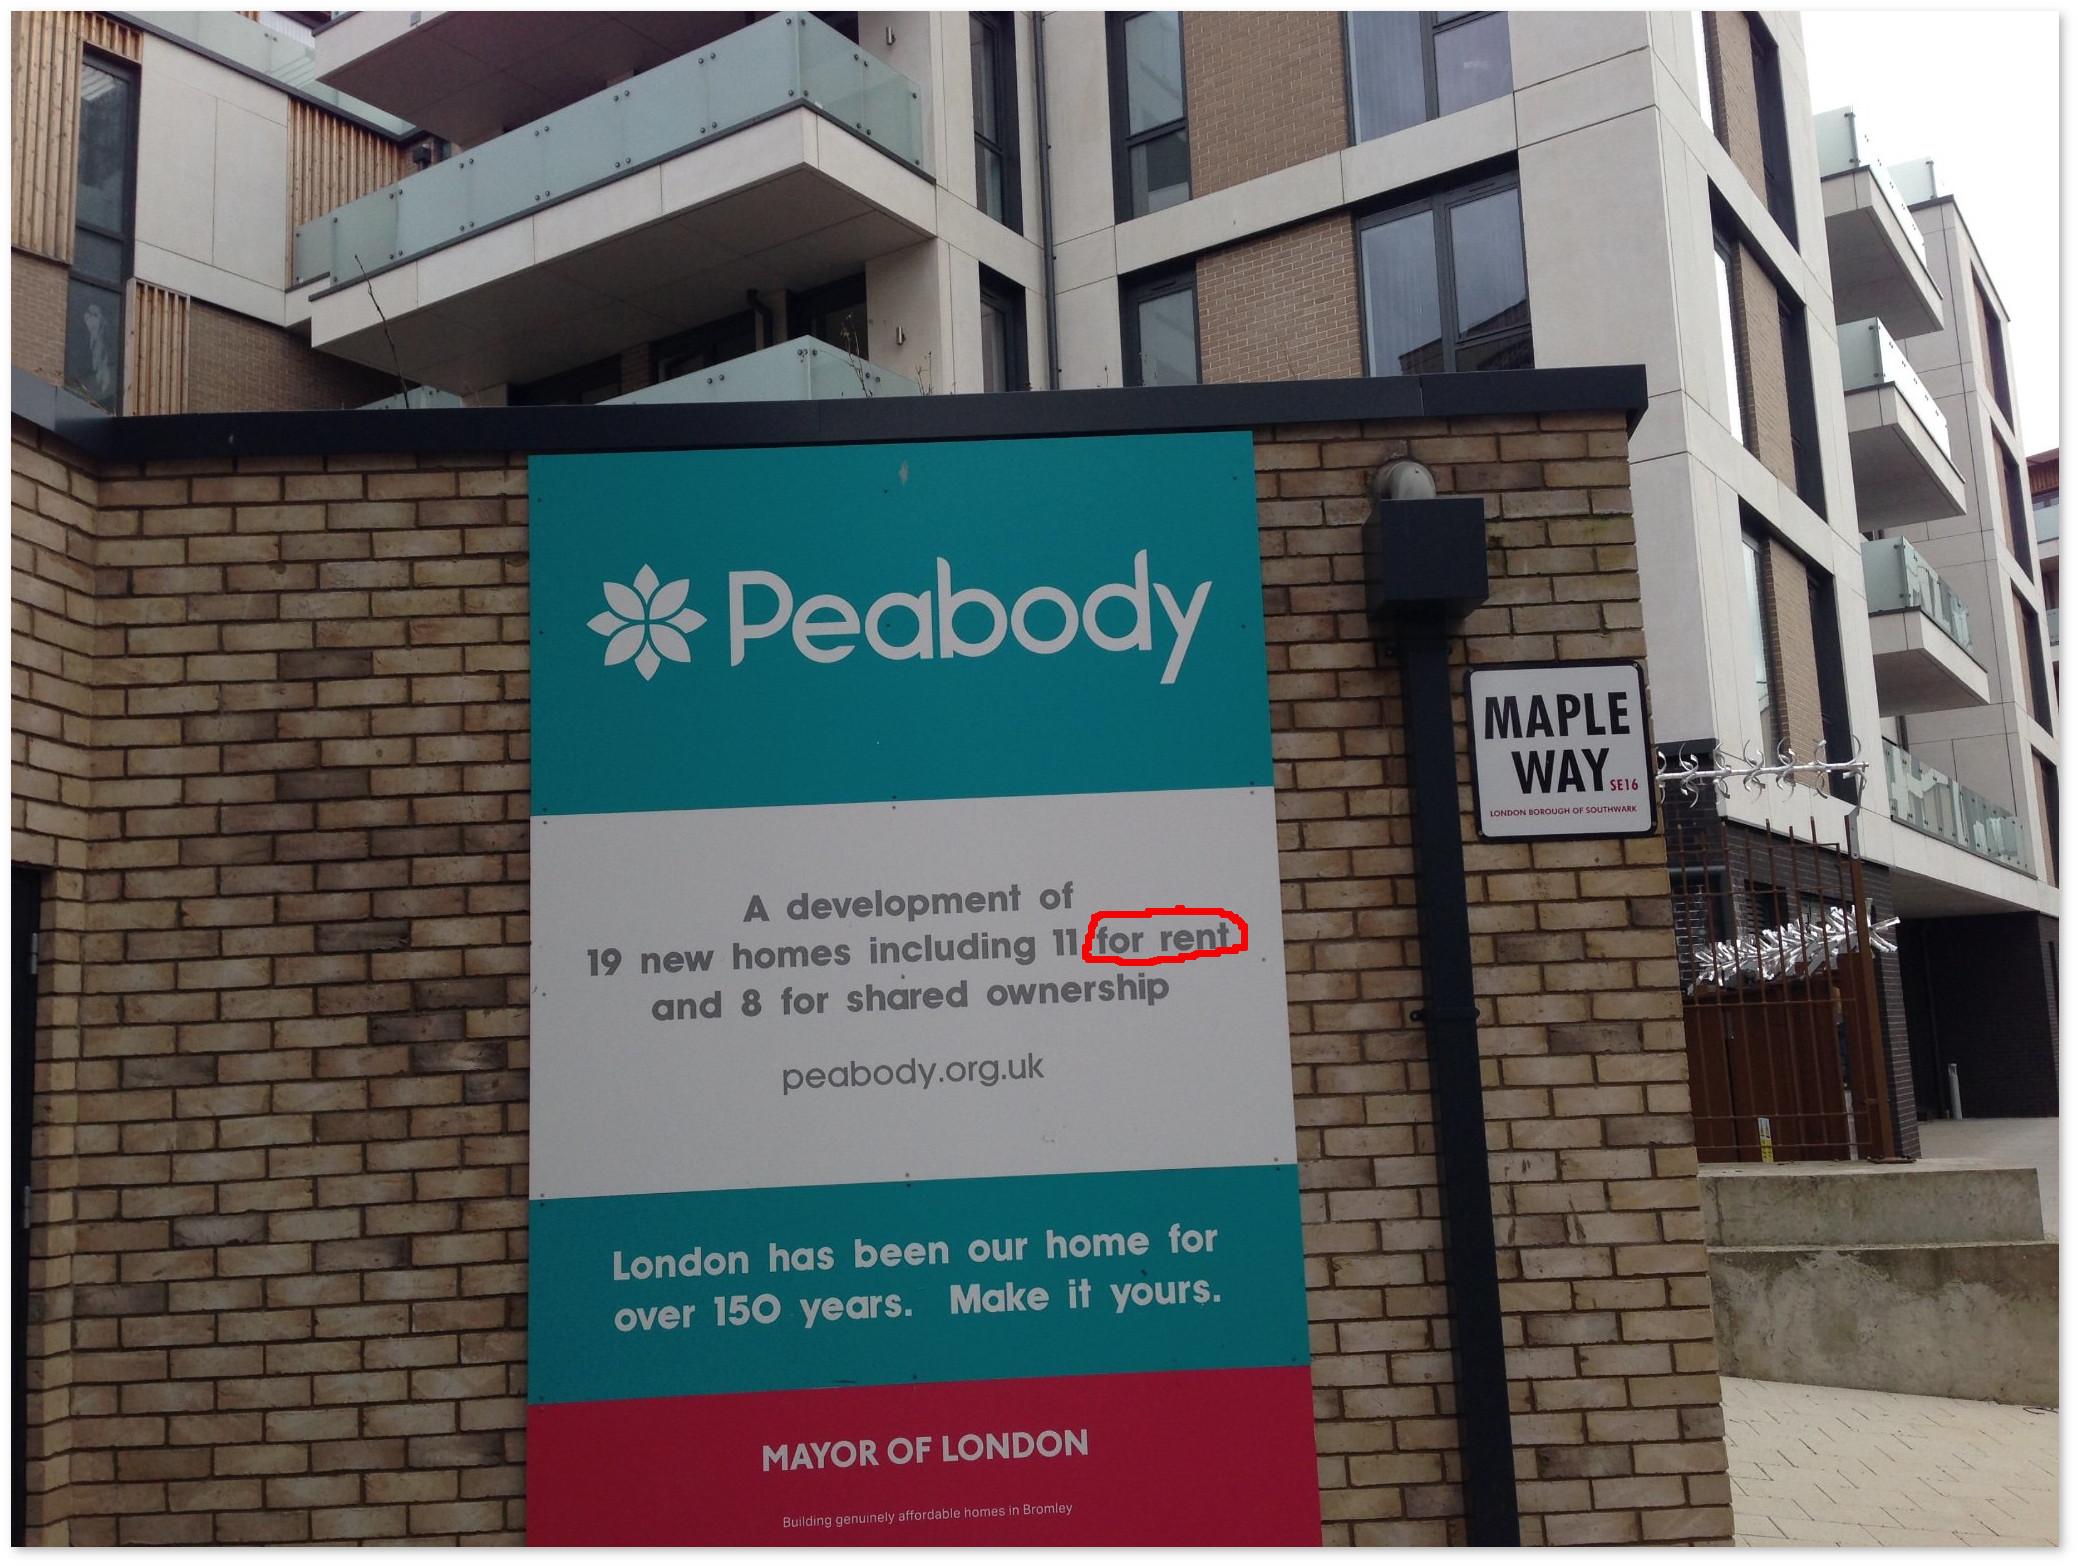 Peabody
A development of
19 new homes including 11 for rent
and 8 for shared ownership
peabody.org.uk
London has been our home for
over 150 years. Make it yours.
MAYOR OF LONDON
Building genuinely affordable homes in Bromley
MAPLE
WAY SE16
LONDON BOROUGH OF SOUTHWARK